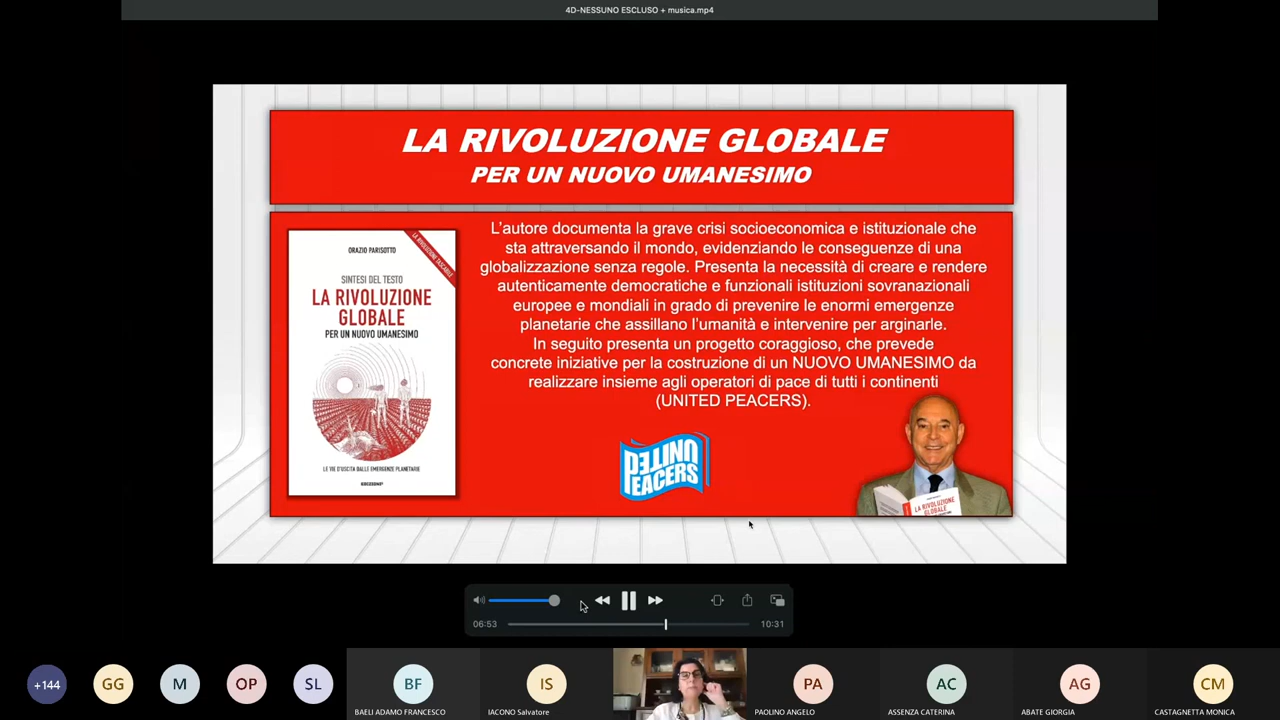 4D-NESSUNO ESCLUSO + musica.mp4
LA RIVOLUZIONE GLOBALE
PER UN NUOVO UMANESIMO
ORAZIO PARISOTTO
LA RIVOLUZIONE TASCABILE
SINTESI DEL TESTO
LA RIVOLUZIONE
GLOBALE
PER UN NUOVO UMANESIMO
LE VIE D'USCITA DALLE EMERGENZE PLANETARIE
L'autore documenta la grave crisi socioeconomica e istituzionale che
sta attraversando il mondo, evidenziando le conseguenze di una
globalizzazione senza regole. Presenta la necessità di creare e rendere
autenticamente democratiche e funzionali istituzioni sovranazionali
europee e mondiali in grado di prevenire le enormi emergenze
planetarie che assillano l'umanità e intervenire per arginarle.
In seguito presenta un progetto coraggioso, che prevede
concrete iniziative per la costruzione di un NUOVO UMANESIMO da
realizzare insieme agli operatori di pace di tutti i continenti
(UNITED PEACERS).
UNITED
PEACERS
LA RIVOLUZIONE
GLOBALE
06:53
10:31
+144
GG
M
OP
SL
BF
BAELI ADAMO FRANCESCO
IS
IACONO Salvatore
PA
PAOLINO ANGELO
AC
ASSENZA CATERINA
AG
ABATE GIORGIA
CM
CASTAGNETTA MONICA